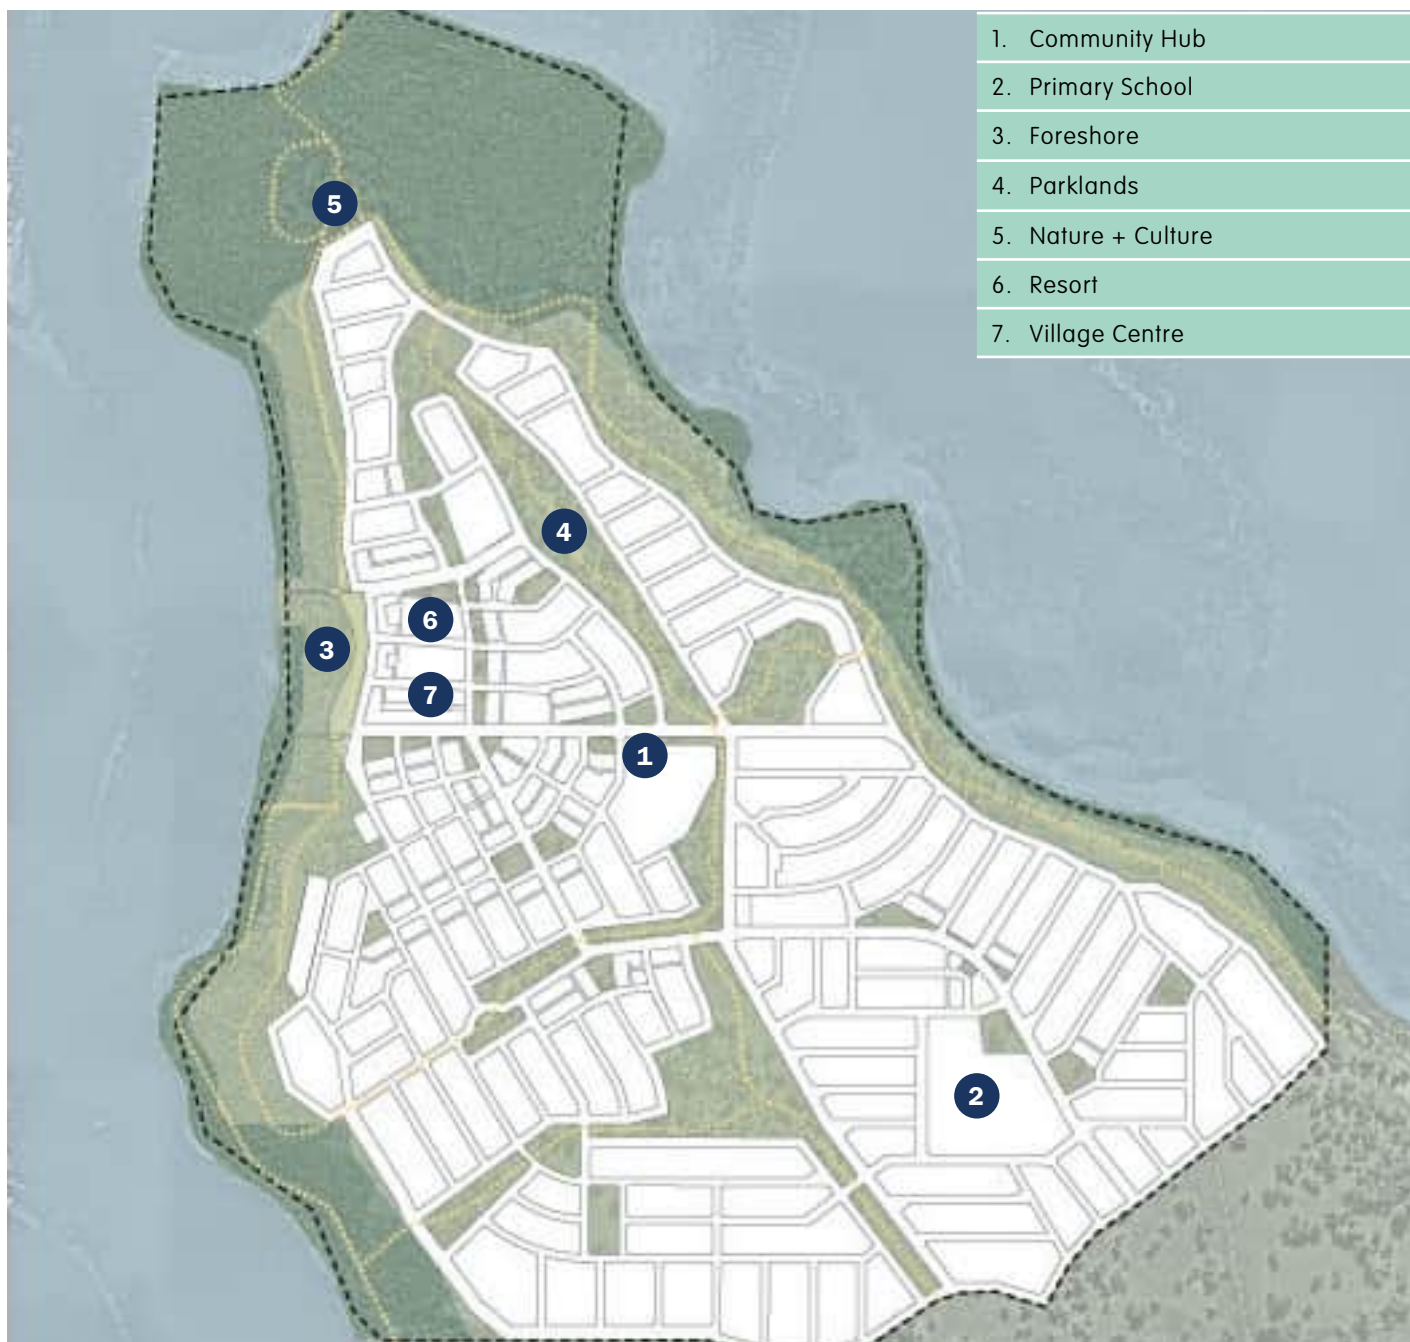 1. Community Hub
2. Primary School
3. Foreshore
4. Parklands
5. Nature + Culture
6. Resort
7. Village Centre
5
4
6
3
7
1
2